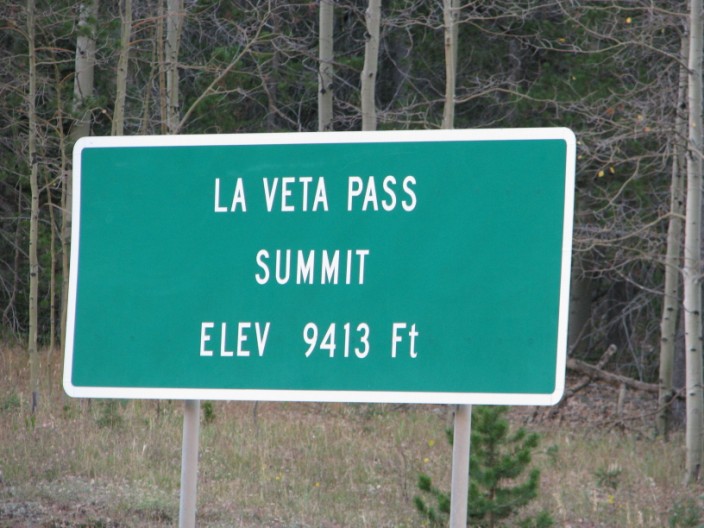 LA VETA PASS
SUMMIT
ELEV 9413 Ft